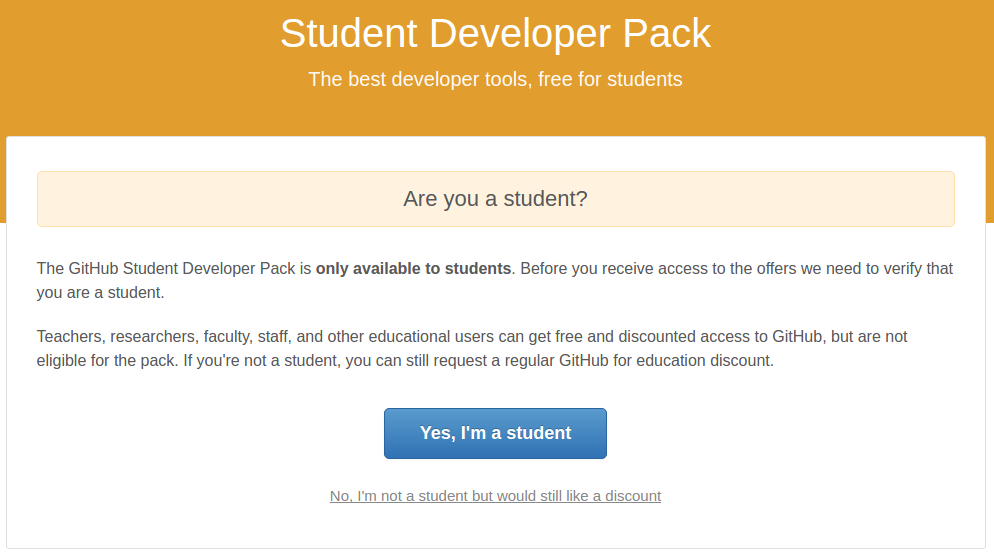 Student Developer Pack
The best developer tools, free for students
Are you a student?
The GitHub Student Developer Pack is only available to students. Before you receive access to the offers we need to verify that
you are a student.
Teachers, researchers, faculty, staff, and other educational users can get free and discounted access to GitHub, but are not
eligible for the pack. If you're not a student, you can still request a regular GitHub for education discount.
Yes, I'm a student
No, I'm not a student but would still like a discount